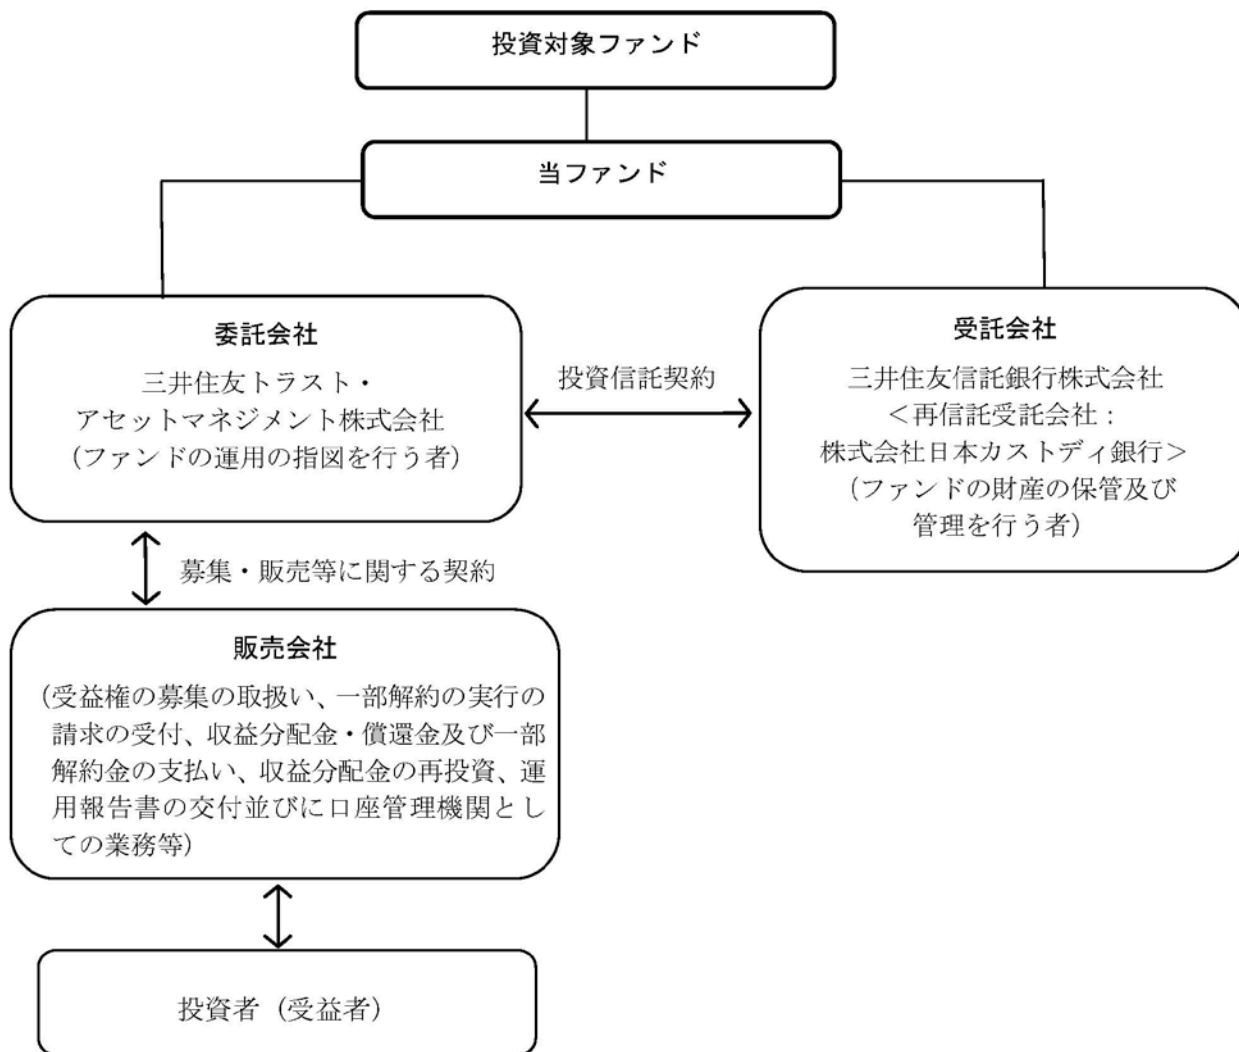 投資対象ファンド
当ファンド
委託会社
三井住友トラスト・
アセットマネジメント株式会社
（ファンドの運用の指図を行う者）
投資信託契約
受託会社
三井住友信託銀行株式会社
＜再信託受託会社：
株式会社日本カストディ銀行＞
（ファンドの財産の保管及び
管理を行う者）
募集・販売等に関する契約
販売会社
（受益権の募集の取扱い、一部解約の実行の
請求の受付、収益分配金・償還金及び一部
解約金の支払い、収益分配金の再投資、運
用報告書の交付並びに口座管理機関とし
ての業務等）
投資者（受益者）